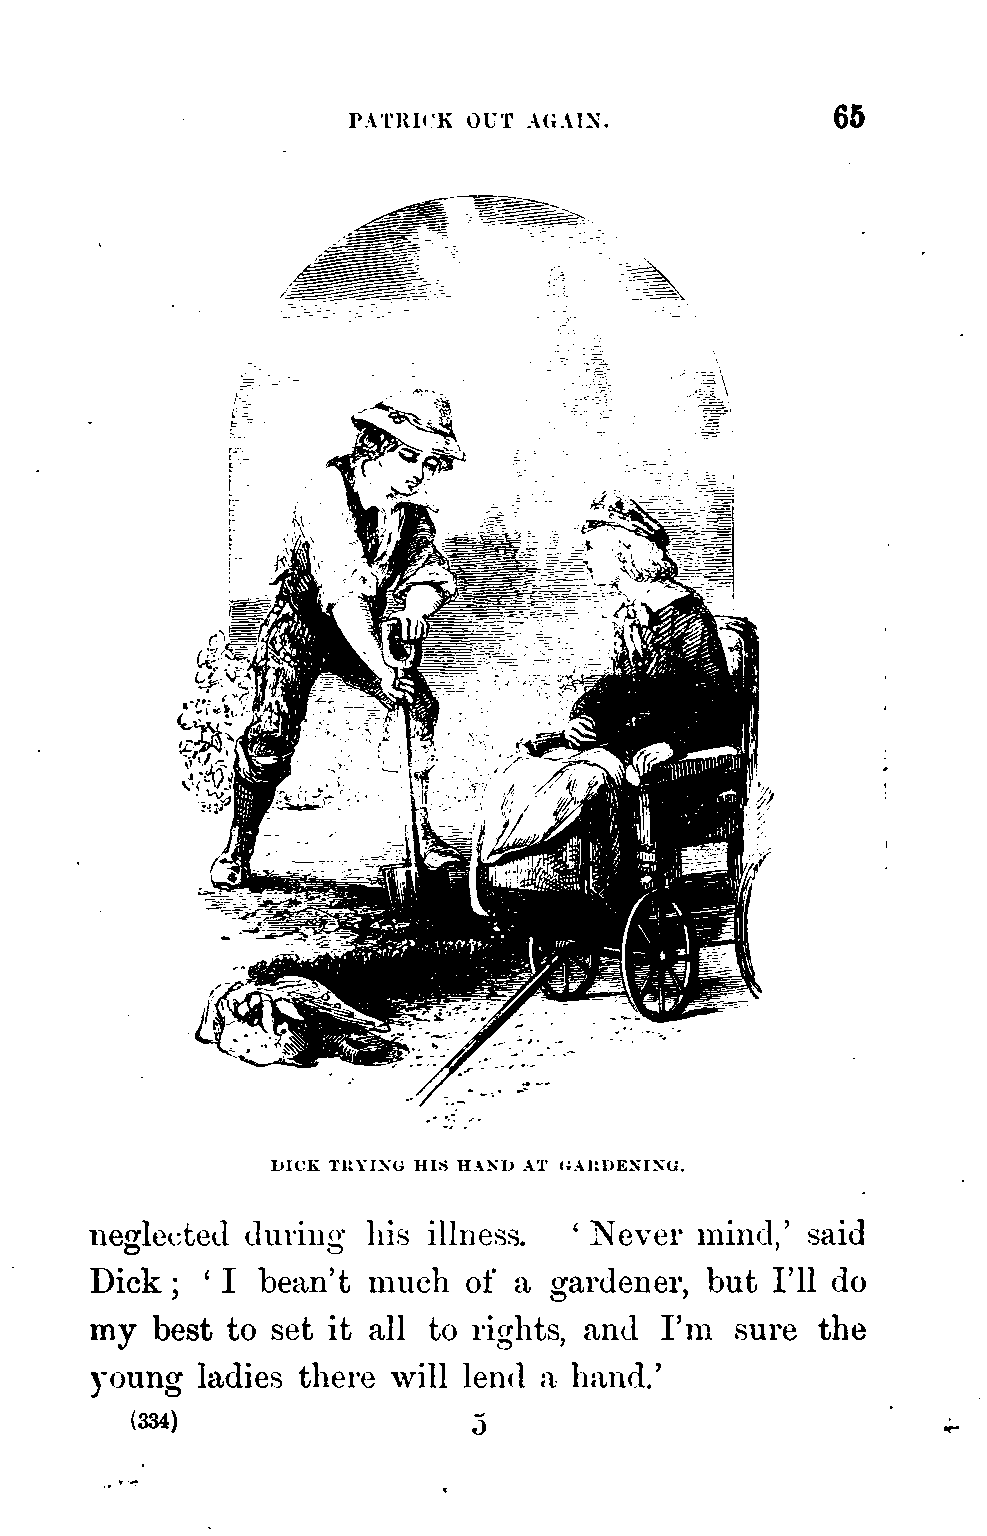 PATRICK OUT AGAIN. 65
DICK TRYING HIS HAND AT GARDENING.
neglected during his illness. ‘Never mind,’ said
Dick; ‘I bean’t much of a gardener, but I’ll do
my best to set it all to rights, and I’m sure the
young ladies there will lend a hand.’
(334) 5